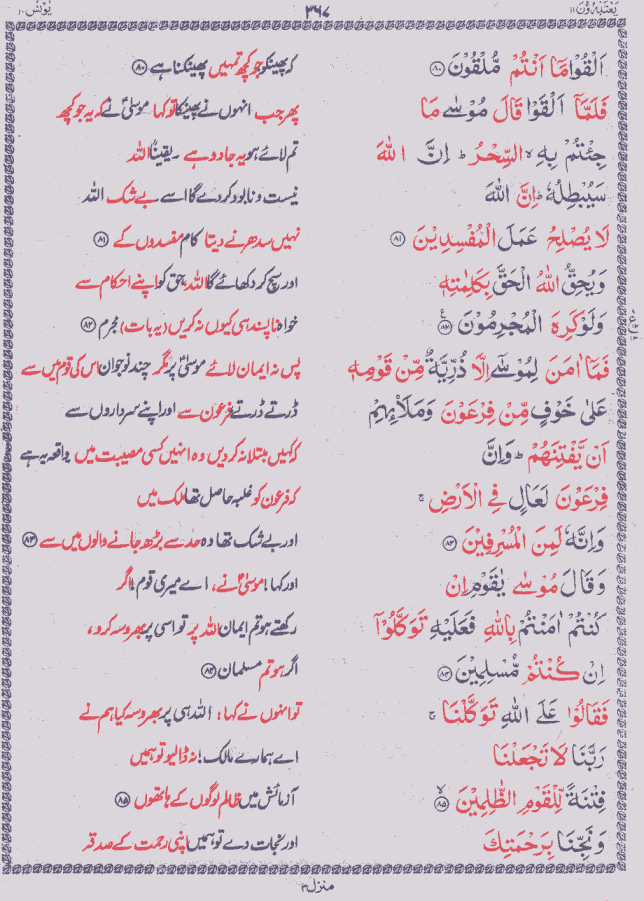 یَعْتَذِرُوْنَ ١١
٣٦٧
یُوْنُس ١٠
اَلْقُوْا مَاۤ اَنْتُمْ مُّلْقُوْنَ ﴿٨٠﴾ کہ پھینکو جو کچھ تمہیں پھینکنا ہے ﴿٨٠﴾
فَلَمَّاۤ اَلْقَوْا قَالَ مُوْسٰى مَا پھر جب انہوں نے پھینکا تو کہا موسیٰؑ نے کہ یہ جو کچھ
جِئْتُمْ بِهِ ۙ السِّحْرُ ؕ اِنَّ اللّٰهَ تم لائے ہو یہ جادو ہے ۔ یقیناً اللہ
سَیُبْطِلُهٗ ؕ اِنَّ اللّٰهَ نیست و نابود کردے گا اسے بے شک اللہ
لَا یُصْلِحُ عَمَلَ الْمُفْسِدِیْنَ ﴿٨١﴾ نہیں سدھرنے دیتا کام مفسدوں کے ﴿٨١﴾
وَیُحِقُّ اللّٰهُ الْحَقَّ بِكَلِمٰتِهٖ اور سچ کر دکھائے گا اللہ حق کو اپنے احکام سے
وَلَوْ كَرِهَ الْمُجْرِمُوْنَ ﴿٨٢﴾ خواہ ناپسند ہی کیوں نہ کریں (یہ بات) مجرم ﴿٨٢﴾
فَمَاۤ اٰمَنَ لِمُوْسٰۤى اِلَّا ذُرِّیَّةٌ مِّنْ قَوْمِهٖ پس نہ ایمان لائے موسیٰؑ پر مگر چند نوجوان اس کی قوم میں سے
عَلٰى خَوْفٍ مِّنْ فِرْعَوْنَ وَمَلَا۟ئِهِمْ ڈرتے ڈرتے فرعون سے اور اپنے سرداروں سے
اَنْ یَّفْتِنَهُمْ ؕ وَاِنَّ کہ کہیں مبتلا نہ کردیں وہ انہیں کسی مصیبت میں واقعہ یہ ہے
فِرْعَوْنَ لَعَالٍ فِی الْاَرْضِ ۚ کہ فرعون کو غلبہ حاصل تھا ملک میں
وَاِنَّهٗ لَمِنَ الْمُسْرِفِیْنَ ﴿٨٣﴾ اور بے شک تھا وہ حد سے بڑھ جانے والوں میں سے ﴿٨٣﴾
وَقَالَ مُوْسٰى یٰقَوْمِ اِنْ اور کہا! موسیٰؑ نے، اے میری قوم! اگر
كُنْتُمْ اٰمَنْتُمْ بِاللّٰهِ فَعَلَیْهِ تَوَكَّلُوْۤا رکھتے ہو تم ایمان اللہ پر تو اسی پر بھروسہ کرو،
اِنْ كُنْتُمْ مُّسْلِمِیْنَ ﴿٨٤﴾ اگر ہو تم مسلمان ﴿٨٤﴾
فَقَالُوْا عَلَى اللّٰهِ تَوَكَّلْنَا ۚ تو انہوں نے کہا: اللہ ہی پر بھروسہ کیا ہم نے
رَبَّنَا لَا تَجْعَلْنَا اے ہمارے مالک! نہ ڈالیو تو ہمیں
فِتْنَةً لِّلْقَوْمِ الظّٰلِمِیْنَ ﴿٨٥﴾ آزمائش میں ظالم لوگوں کے ہاتھوں ﴿٨٥﴾
وَنَجِّنَا بِرَحْمَتِكَ اور نجات دے تو ہمیں اپنی رحمت کے صدقہ
منزل ٣